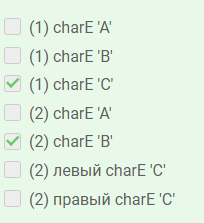 (1) charE 'A'
(1) charE 'B'
(1) charE 'C'
(2) charE 'A'
(2) charE 'B'
(2) левый charE 'C'
(2) правый charE 'C'